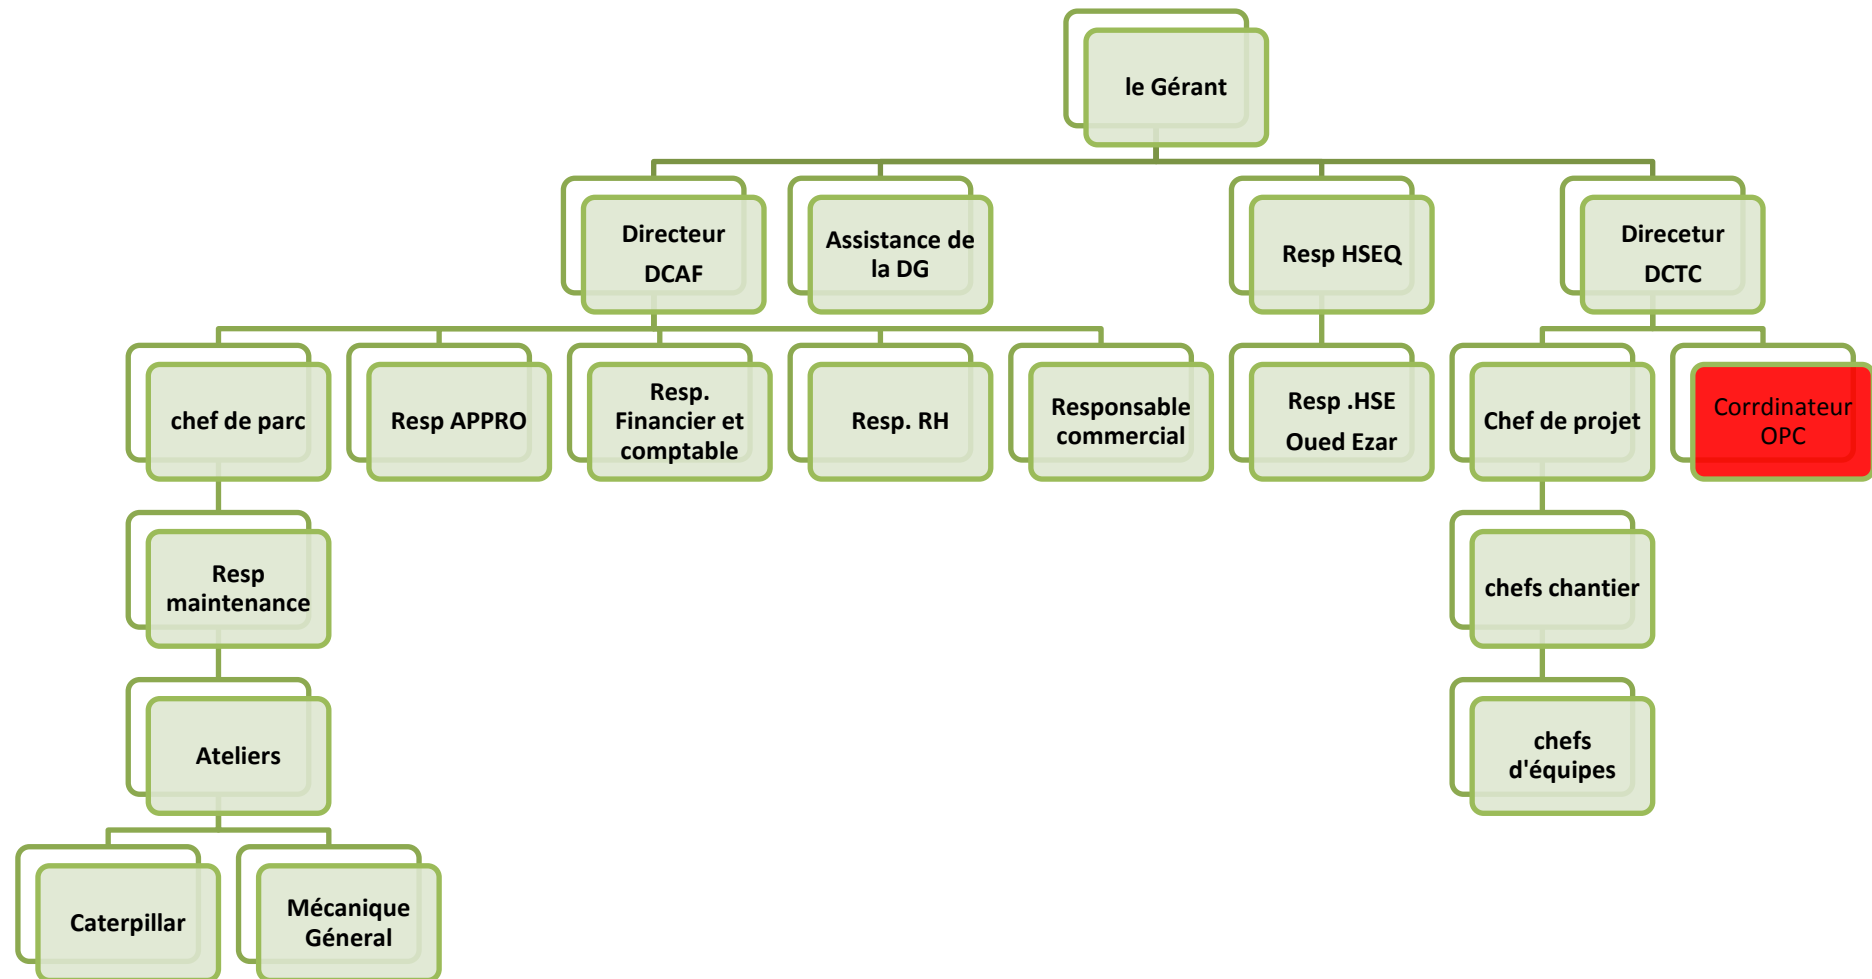 le Gérant
Directeur
DCAF
Assistance de
la DG
Resp HSEQ
Direcetur
DCTC
chef de parc
Resp APPRO
Resp.
Financier et
comptable
Resp. RH
Responsable
commercial
Resp .HSE
Oued Ezar
Chef de projet
Corrdinateur
OPC
Resp
maintenance
chefs chantier
Ateliers
chefs
d'équipes
Caterpillar
Mécanique
Géneral